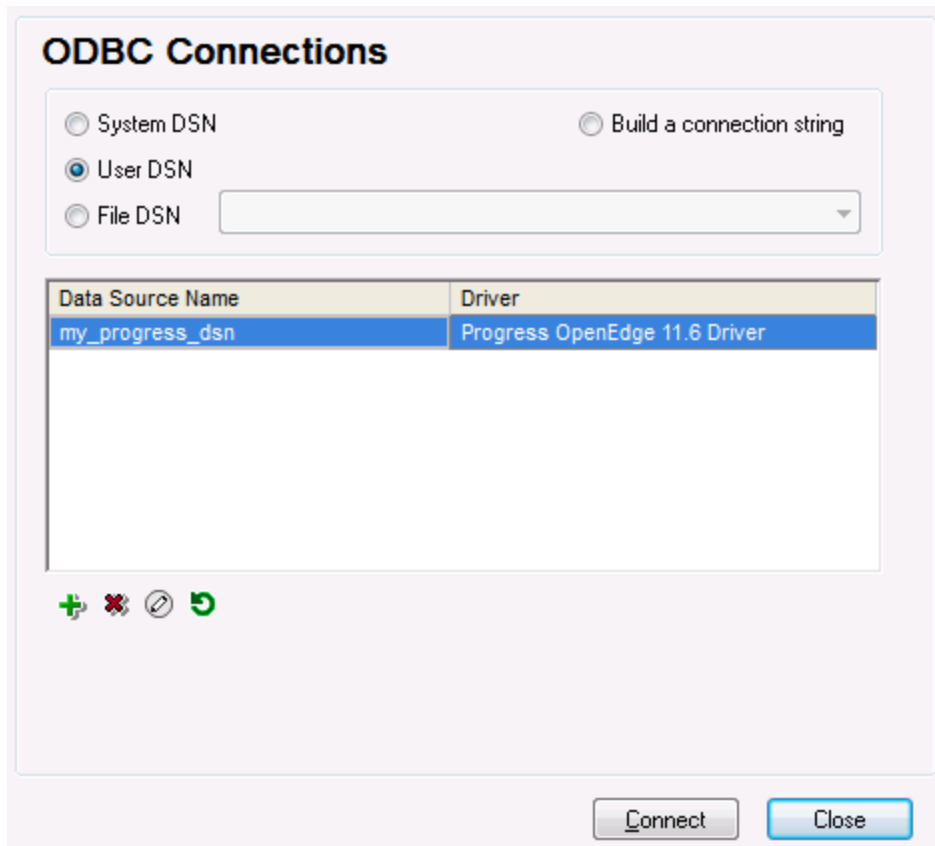 ODBC Connections
System DSN
Build a connection string
User DSN
File DSN
Data Source Name Driver
my_progress_dsn Progress OpenEdge 11.6 Driver
Connect Close